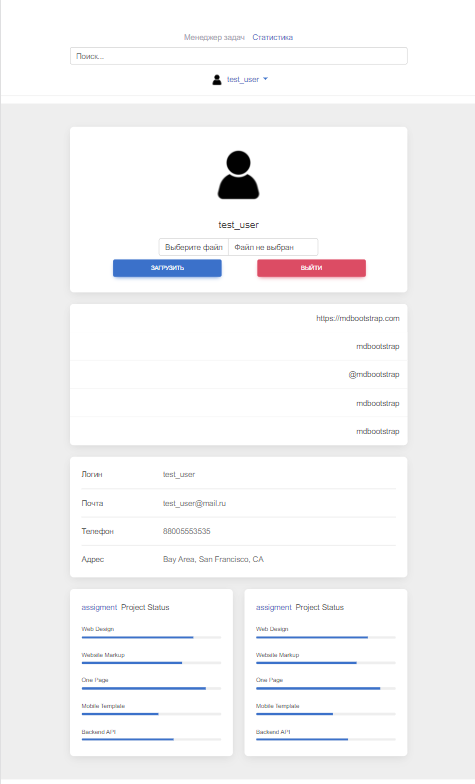 Менеджер задач · Статистика
Поиск...
test_user
test_user
Выберите файл Файл не выбран
ЗАГРУЗИТЬ ВЫЙТИ
https://mdbootstrap.com
mdbootstrap
@mdbootstrap
mdbootstrap
mdbootstrap
Логин test_user
Почта test_user@mail.ru
Телефон 88005553535
Адрес Bay Area, San Francisco, CA
assigment Project Status
Web Design
Website Markup
One Page
Mobile Template
Backend API
assigment Project Status
Web Design
Website Markup
One Page
Mobile Template
Backend API